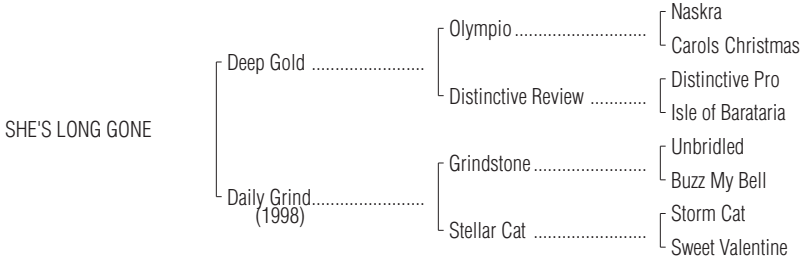 Naskra
Olympio
Carols Christmas
Deep Gold
Distinctive Pro
Distinctive Review
Isle of Barataria
SHE'S LONG GONE
Unbridled
Grindstone
Buzz My Bell
Daily Grind
(1998)
Storm Cat
Stellar Cat
Sweet Valentine